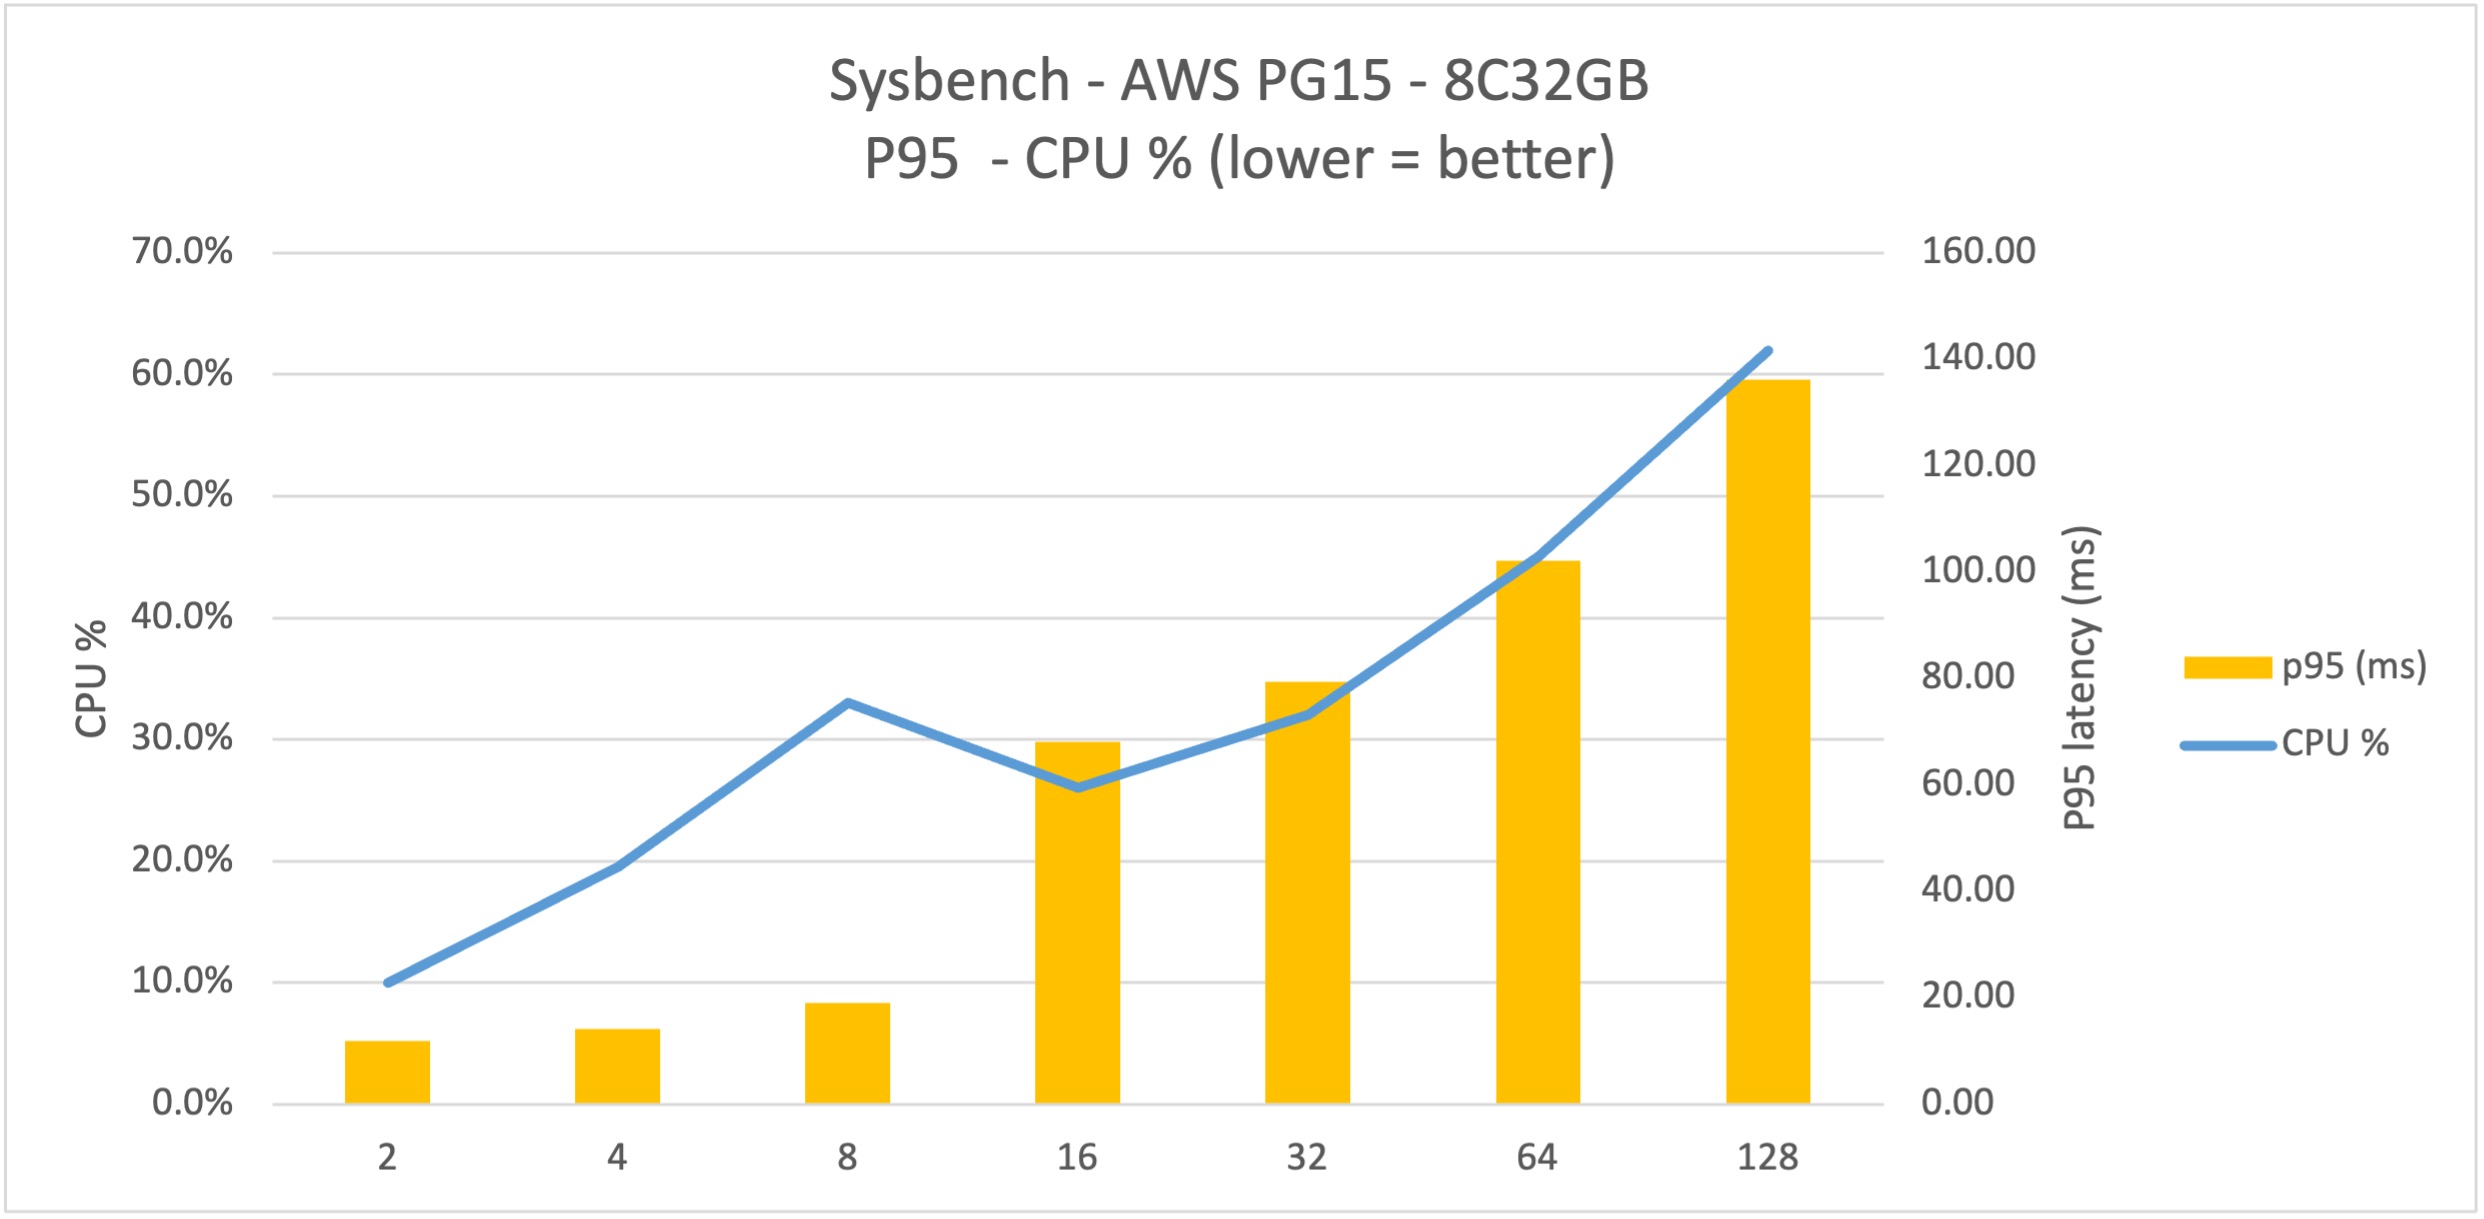 Sysbench - AWS PG15 - 8C32GB
P95  - CPU % (lower = better)
70.0%
60.0%
50.0%
40.0%
30.0%
20.0%
10.0%
0.0%
CPU %
160.00
140.00
120.00
100.00
80.00
60.00
40.00
20.00
0.00
P95 latency (ms)
2 4 8 16 32 64 128
p95 (ms)
CPU %